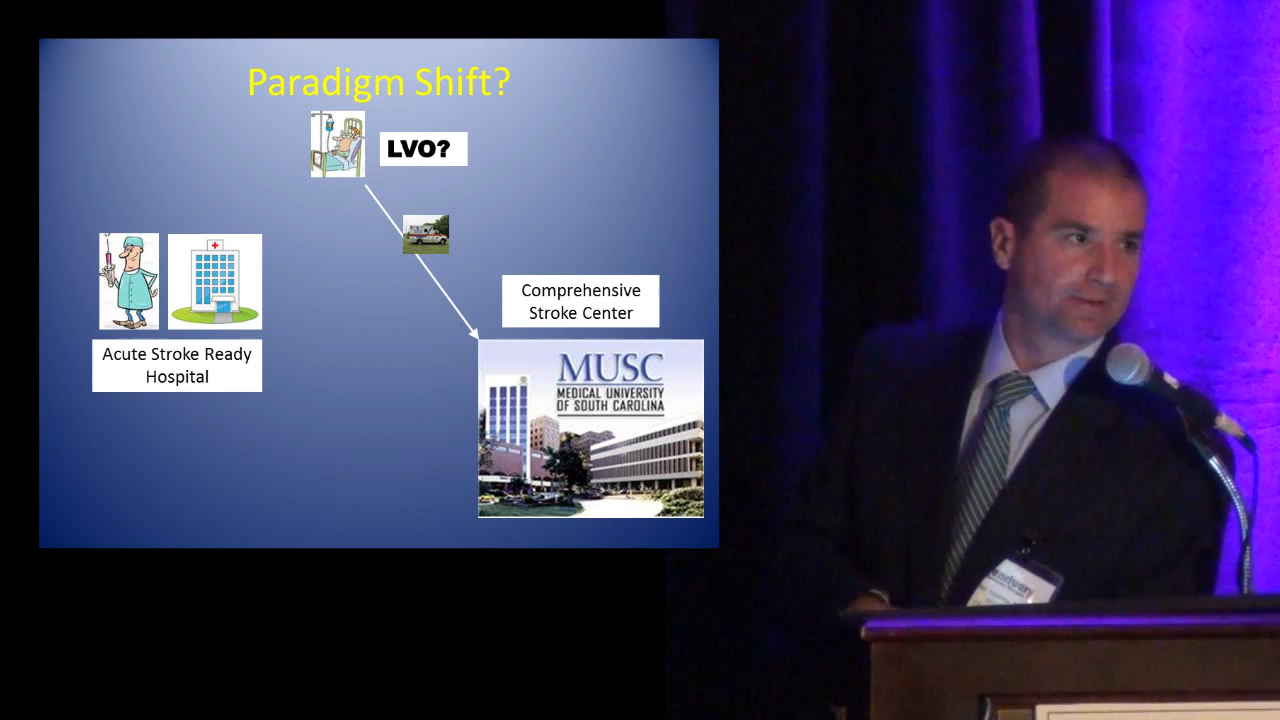 Paradigm Shift?
LVO?
Comprehensive
Stroke Center
Acute Stroke Ready
Hospital
MUSC
MEDICAL UNIVERSITY
OF SOUTH CAROLINA